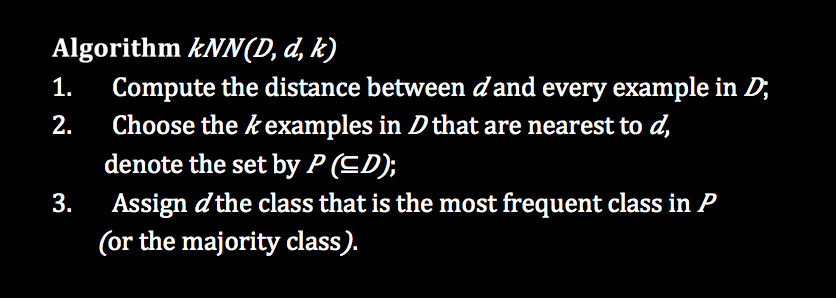 Algorithm kNN(D, d, k)
1. Compute the distance between d and every example in D;
2. Choose the k examples in D that are nearest to d,
denote the set by P (⊆D);
3. Assign d the class that is the most frequent class in P
(or the majority class).